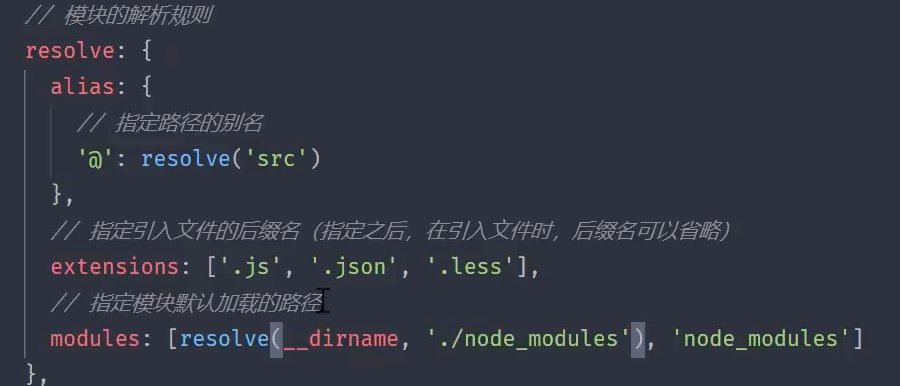 // 模块的解析规则
resolve: {
alias: {
// 指定路径的别名
'@': resolve('src')
},
// 指定引入文件的后缀名（指定之后，在引入文件时，后缀名可以省略）
extensions: ['.js', '.json', '.less'],
// 指定模块默认加载的路径
modules: [resolve(__dirname, './node_modules'), 'node_modules']
},